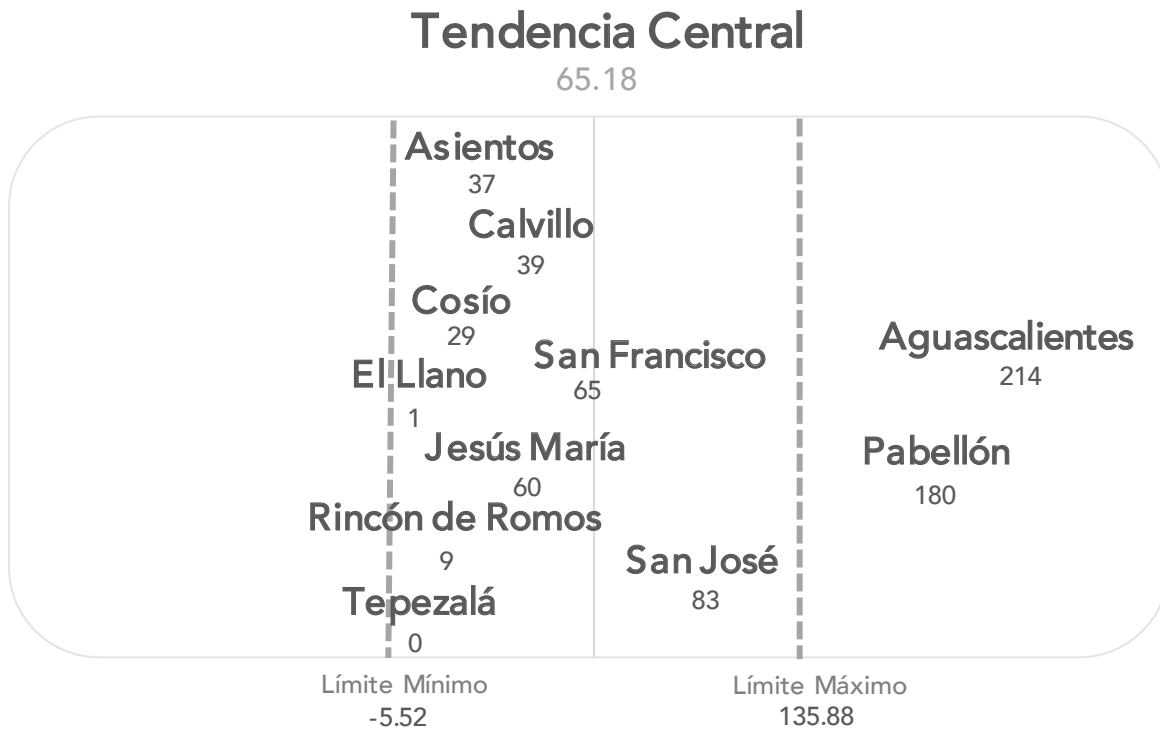 Tendencia Central
65.18
Asientos
37
Calvillo
39
Cosío
29
El Llano
1
San Francisco
65
Aguascalientes
214
Jesús María
60
Pabellón
180
Rincón de Romos
9
San José
83
Tepezalá
0
Límite Mínimo
-5.52
Límite Máximo
135.88